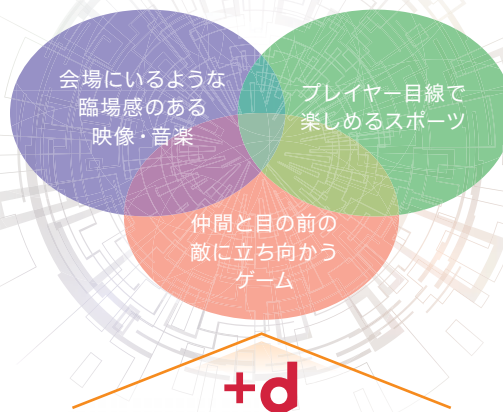 会場にいるような
臨場感のある
映像・音楽
プレイヤー目線で
楽しめるスポーツ
仲間と目の前の
敵に立ち向かう
ゲーム
+d